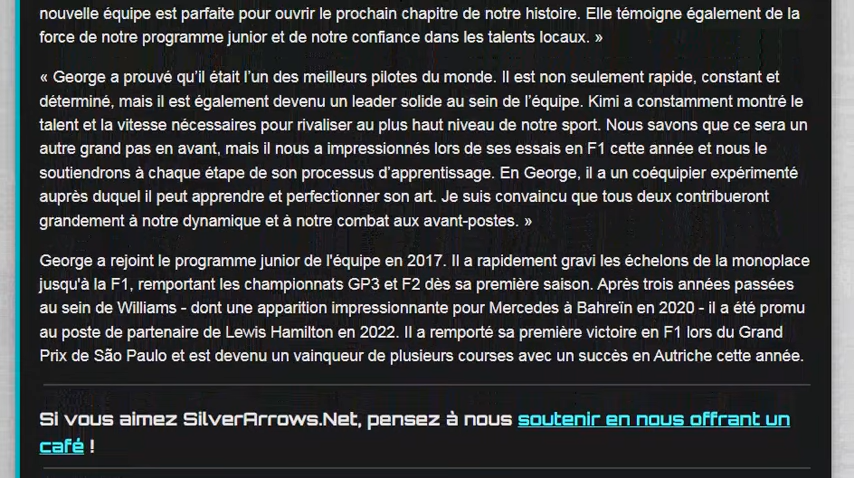 nouvelle équipe est parfaite pour ouvrir le prochain chapitre de notre histoire. Elle témoigne également de la
force de notre programme junior et de notre confiance dans les talents locaux. »
« George a prouvé qu'il était l'un des meilleurs pilotes du monde. Il est non seulement rapide, constant et
déterminé, mais il est également devenu un leader solide au sein de l'équipe. Kimi a constamment montré le
talent et la vitesse nécessaires pour rivaliser au plus haut niveau de notre sport. Nous savons que ce sera un
autre grand pas en avant, mais il nous a impressionnés lors de ses essais en F1 cette année et nous le
soutiendrons à chaque étape de son processus d'apprentissage. En George, il a un coéquipier expérimenté
auprès duquel il peut apprendre et perfectionner son art. Je suis convaincu que tous deux contribueront
grandement à notre dynamique et à notre combat aux avant-postes. »
George a rejoint le programme junior de l'équipe en 2017. Il a rapidement gravi les échelons de la monoplace
jusqu'à la F1, remportant les championnats GP3 et F2 dès sa première saison. Après trois années passées
au sein de Williams - dont une apparition impressionnante pour Mercedes à Bahreïn en 2020 - il a été promu
au poste de partenaire de Lewis Hamilton en 2022. Il a remporté sa première victoire en F1 lors du Grand
Prix de São Paulo et est devenu un vainqueur de plusieurs courses avec un succès en Autriche cette année.
Si vous aimez SilverArrows.Net, pensez à nous soutenir en nous offrant un
café !